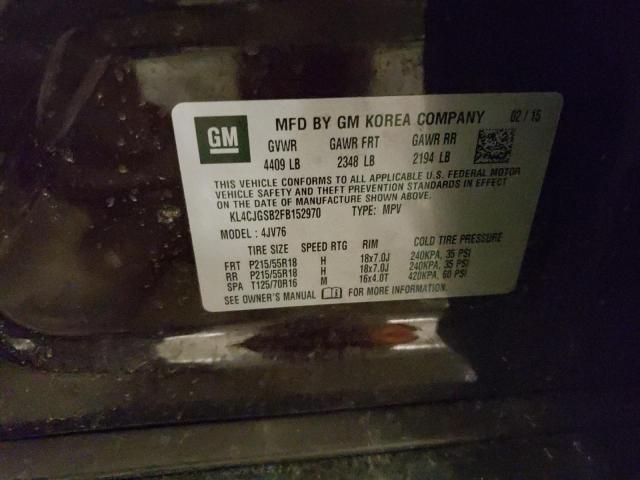 GM
MFD BY GM KOREA COMPANY 02 / 15
GVWR GAWR FRT GAWR RR
4409 LB 2348 LB 2194 LB
THIS VEHICLE CONFORMS TO ALL APPLICABLE U.S. FEDERAL MOTOR
VEHICLE SAFETY AND THEFT PREVENTION STANDARDS IN EFFECT
ON THE DATE OF MANUFACTURE SHOWN ABOVE.
KL4CJGSB2FB152970 TYPE: MPV
MODEL : 4JV76
TIRE SIZE SPEED RTG RIM COLD TIRE PRESSURE
FRT P215/55R18 H 18x7.0J 240KPA, 35 PSI
RR P215/55R18 H 18x7.0J 240KPA, 35 PSI
SPA T125/70R16 M 16x4.0T 420KPA, 60 PSI
SEE OWNER'S MANUAL FOR MORE INFORMATION.